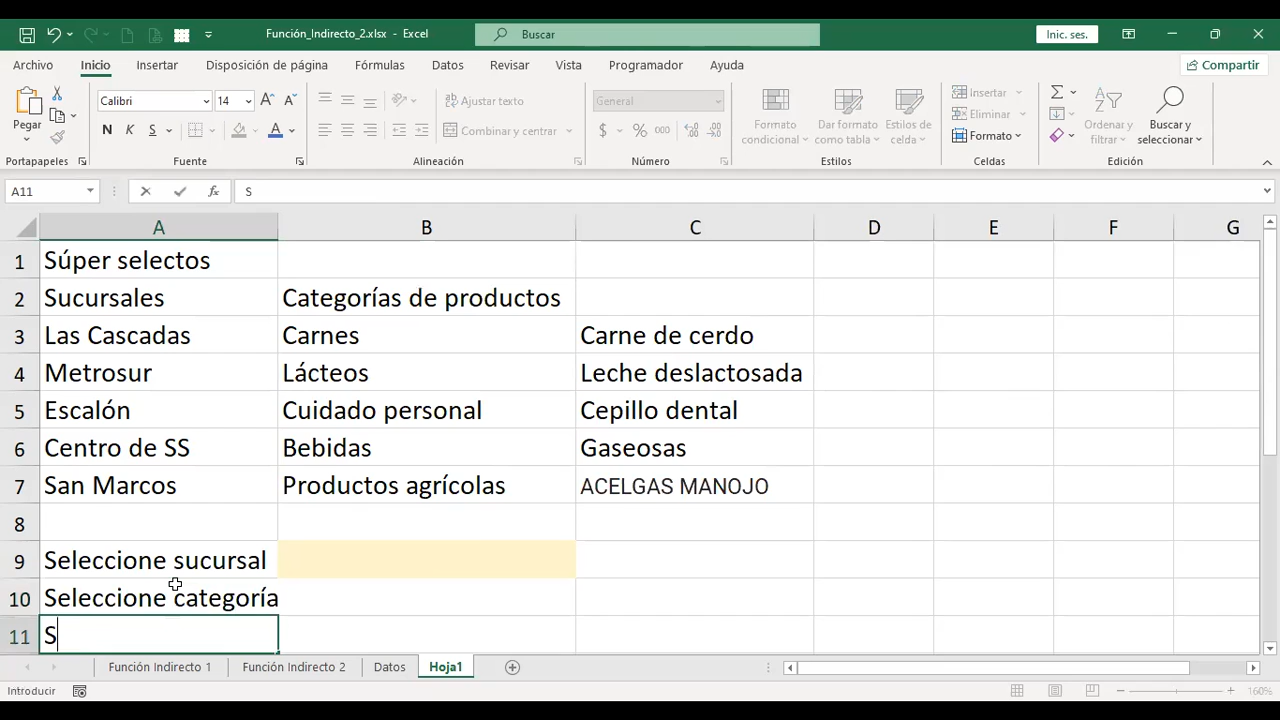 Función_Indirecto_2.xlsx - Excel
Buscar
Inic. ses.
Archivo Inicio Insertar Disposición de página Fórmulas Datos Revisar Vista Programador Ayuda
Compartir
Pegar
Calibri 14
N K S
Ajustar texto
Combinar y centrar
General
$ % 000
Formato condicional
Dar formato como tabla
Estilos de celda
Insertar
Eliminar
Formato
Ordenar y filtrar
Buscar y seleccionar
Portapapeles Fuente Alineación Número Estilos Celdas Edición
A11 fx S
A B C D E F G
1 Súper selectos
2 Sucursales Categorías de productos
3 Las Cascadas Carnes Carne de cerdo
4 Metrosur Lácteos Leche deslactosada
5 Escalón Cuidado personal Cepillo dental
6 Centro de SS Bebidas Gaseosas
7 San Marcos Productos agrícolas ACELGAS MANOJO
8
9 Seleccione sucursal
10 Seleccione categoría
11 S
Función Indirecto 1 Función Indirecto 2 Datos Hoja1
Introducir 160%